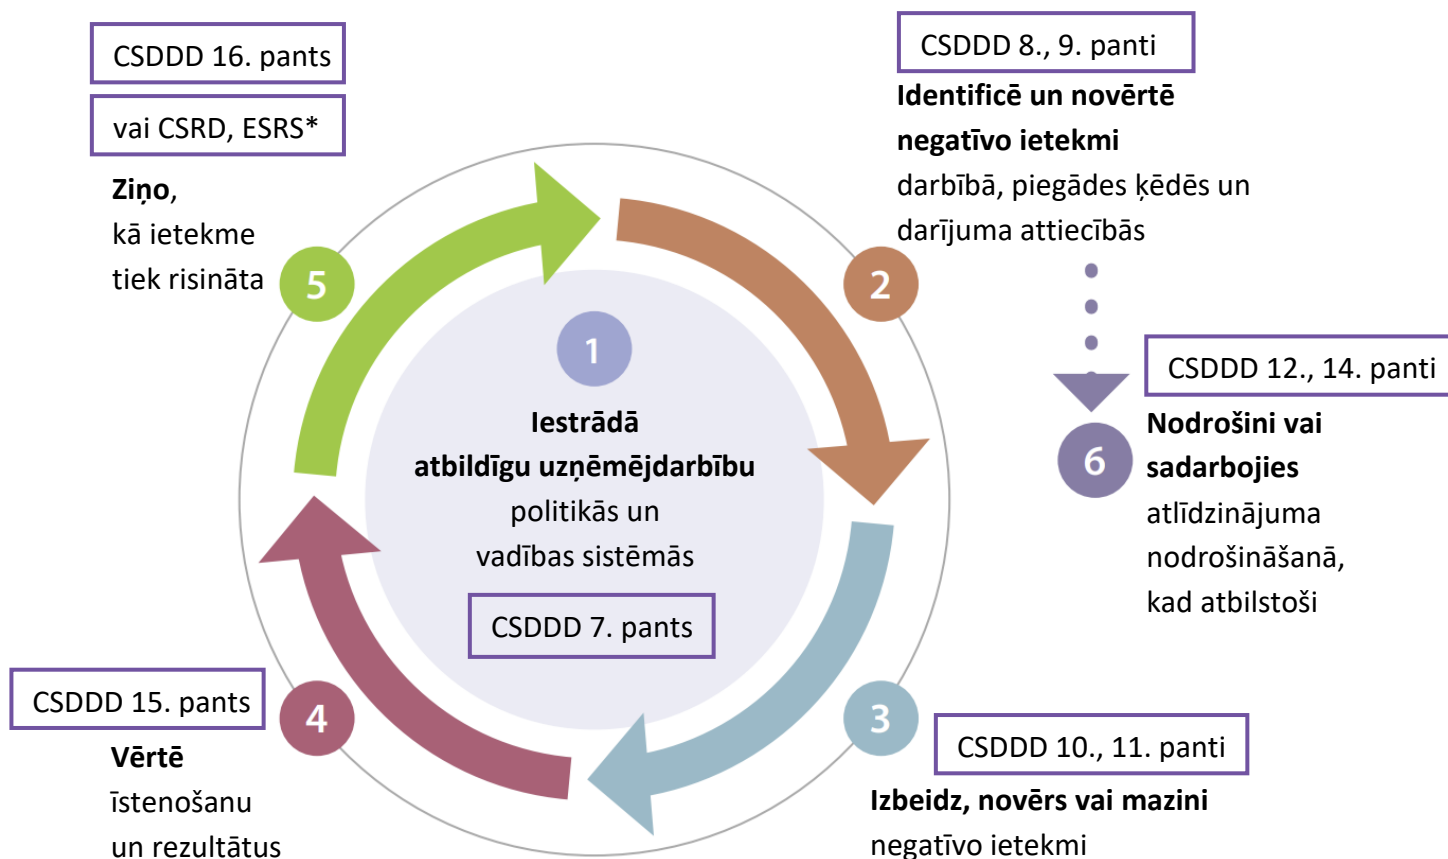 CSDDD 16. pants
vai CSRD, ESRS*
Ziņo,
kā ietekme
tiek risināta
5
CSDDD 8., 9. panti
Identificē un novērtē
negatīvo ietekmi
darbībā, piegādes ķēdēs un
darījuma attiecībās
2
1
Iestrādā
atbildīgu uzņēmējdarbību
politikās un
vadības sistēmās
CSDDD 7. pants
CSDDD 12., 14. panti
6
Nodrošini vai
sadarbojies
atlīdzinājuma
nodrošināšanā,
kad atbilstoši
CSDDD 15. pants
4
Vērtē
īstenošanu
un rezultātus
3
CSDDD 10., 11. panti
Izbeidz, novērs vai mazini
negatīvo ietekmi